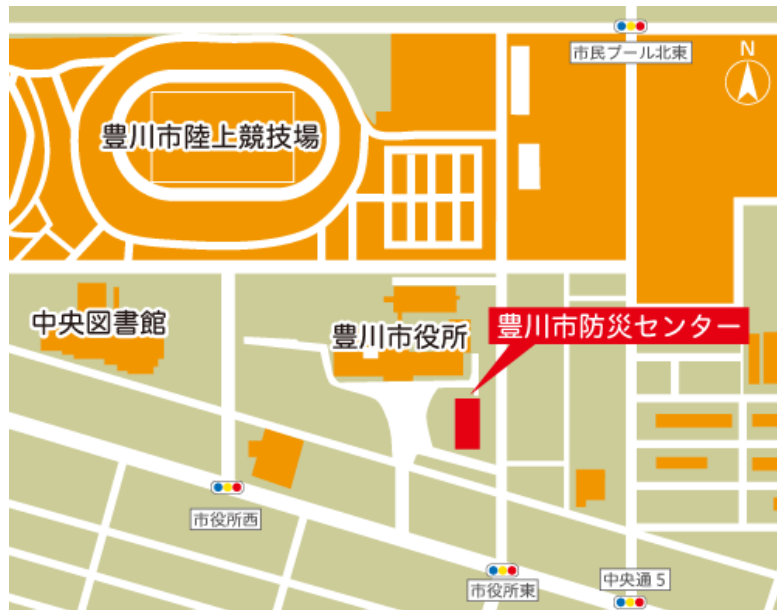 市民プール北東
N
豊川市陸上競技場
中央図書館
豊川市役所
豊川市防災センター
市役所西
市役所東
中央通5